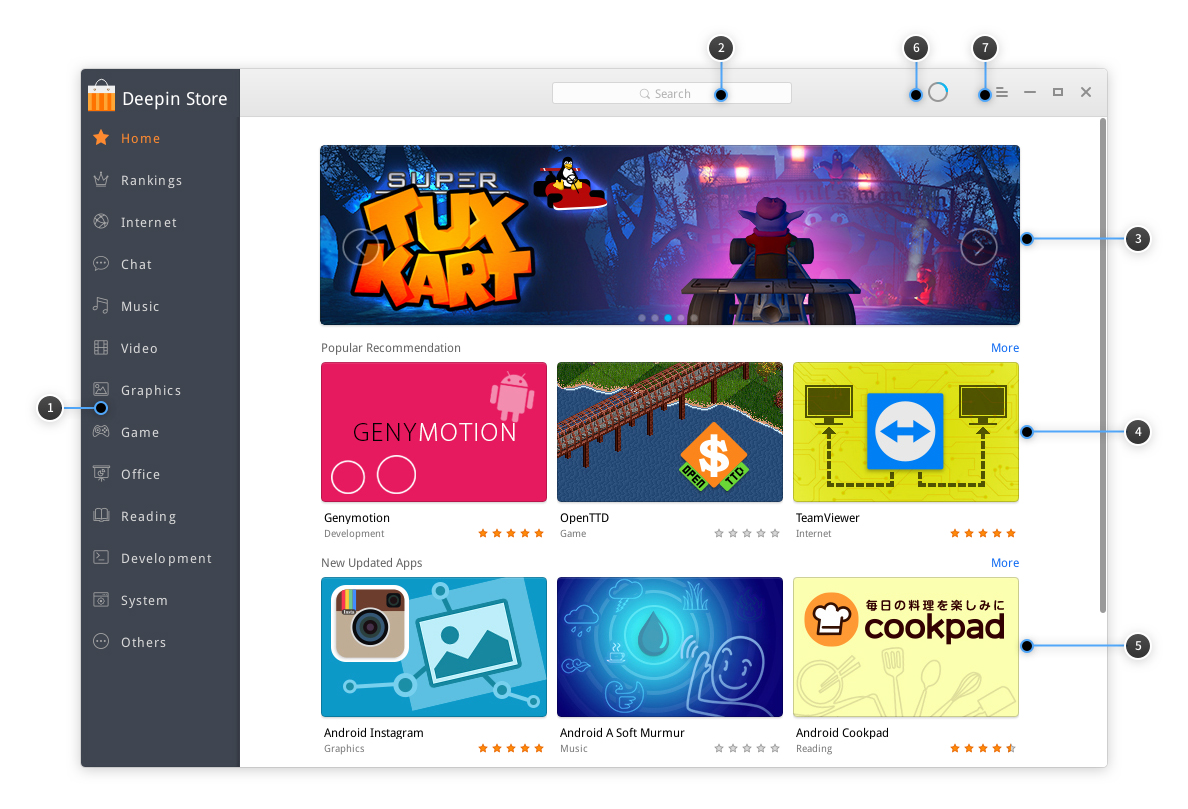 2
6
7
Deepin Store
Search
Home
Rankings
Internet
Chat
Music
Video
Graphics
Game
Office
Reading
Development
System
Others
1
SUPER
TUX
KART
3
Popular Recommendation
More
GENYMOTION
$
OPEN
TTD
4
Genymotion
Development
OpenTTD
Game
TeamViewer
Internet
New Updated Apps
More
Insta
毎日の料理を楽しみに
cookpad
5
Android Instagram
Graphics
Android A Soft Murmur
Music
Android Cookpad
Reading